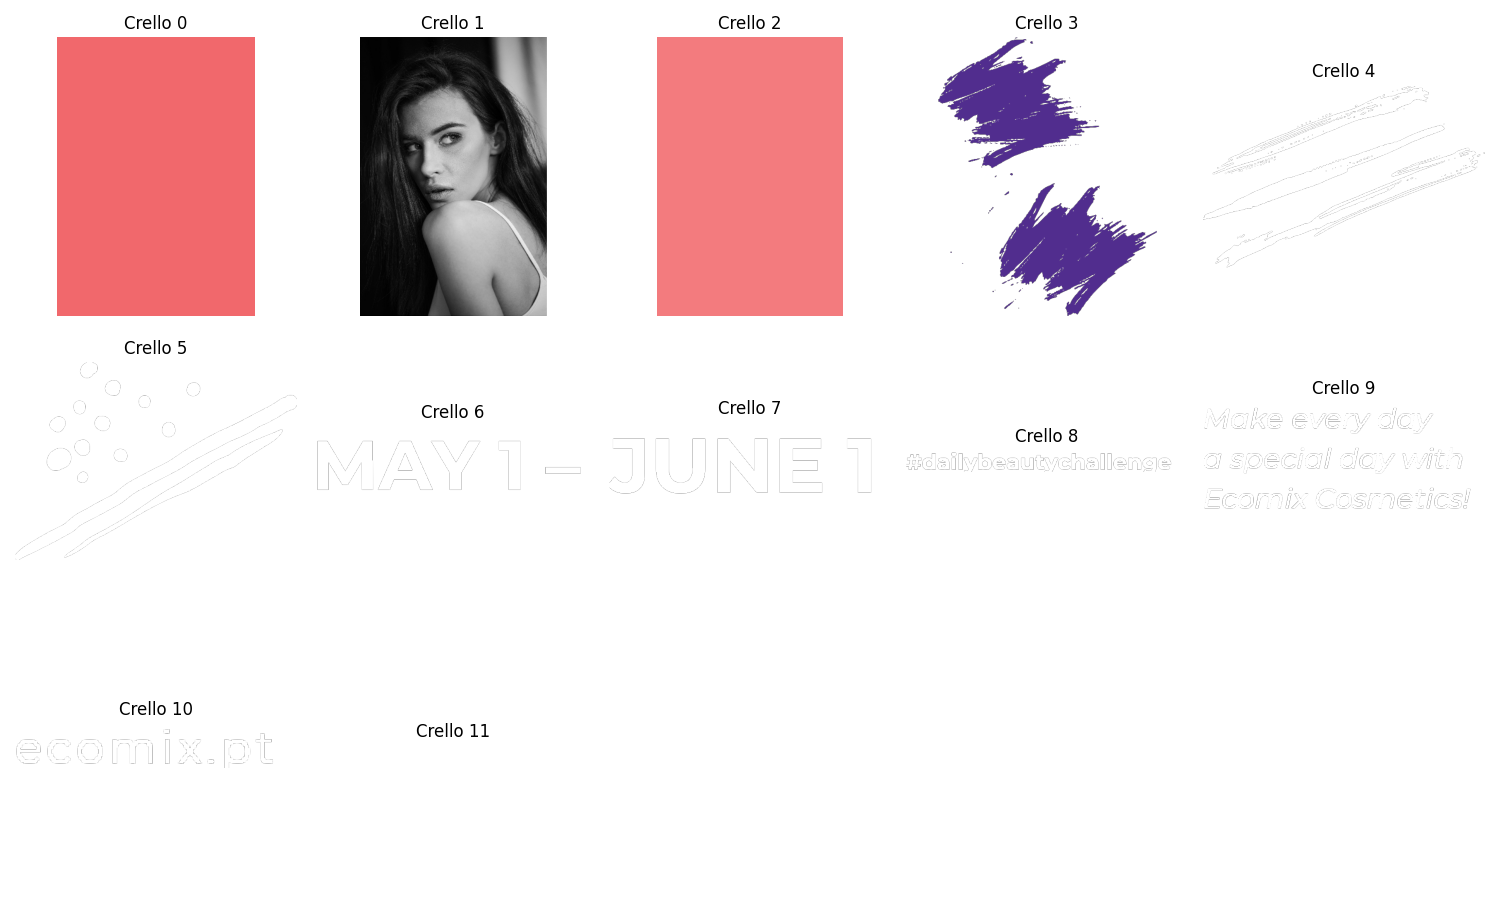 Crello 0
Crello 1
Crello 2
Crello 3
Crello 4
Crello 5
Crello 6
MAY 1 –
Crello 7
JUNE 1
Crello 8
#dailybeautychallenge
Crello 9
Make every day
a special day with
Ecomix Cosmetics!
Crello 10
ecomix.pt
Crello 11